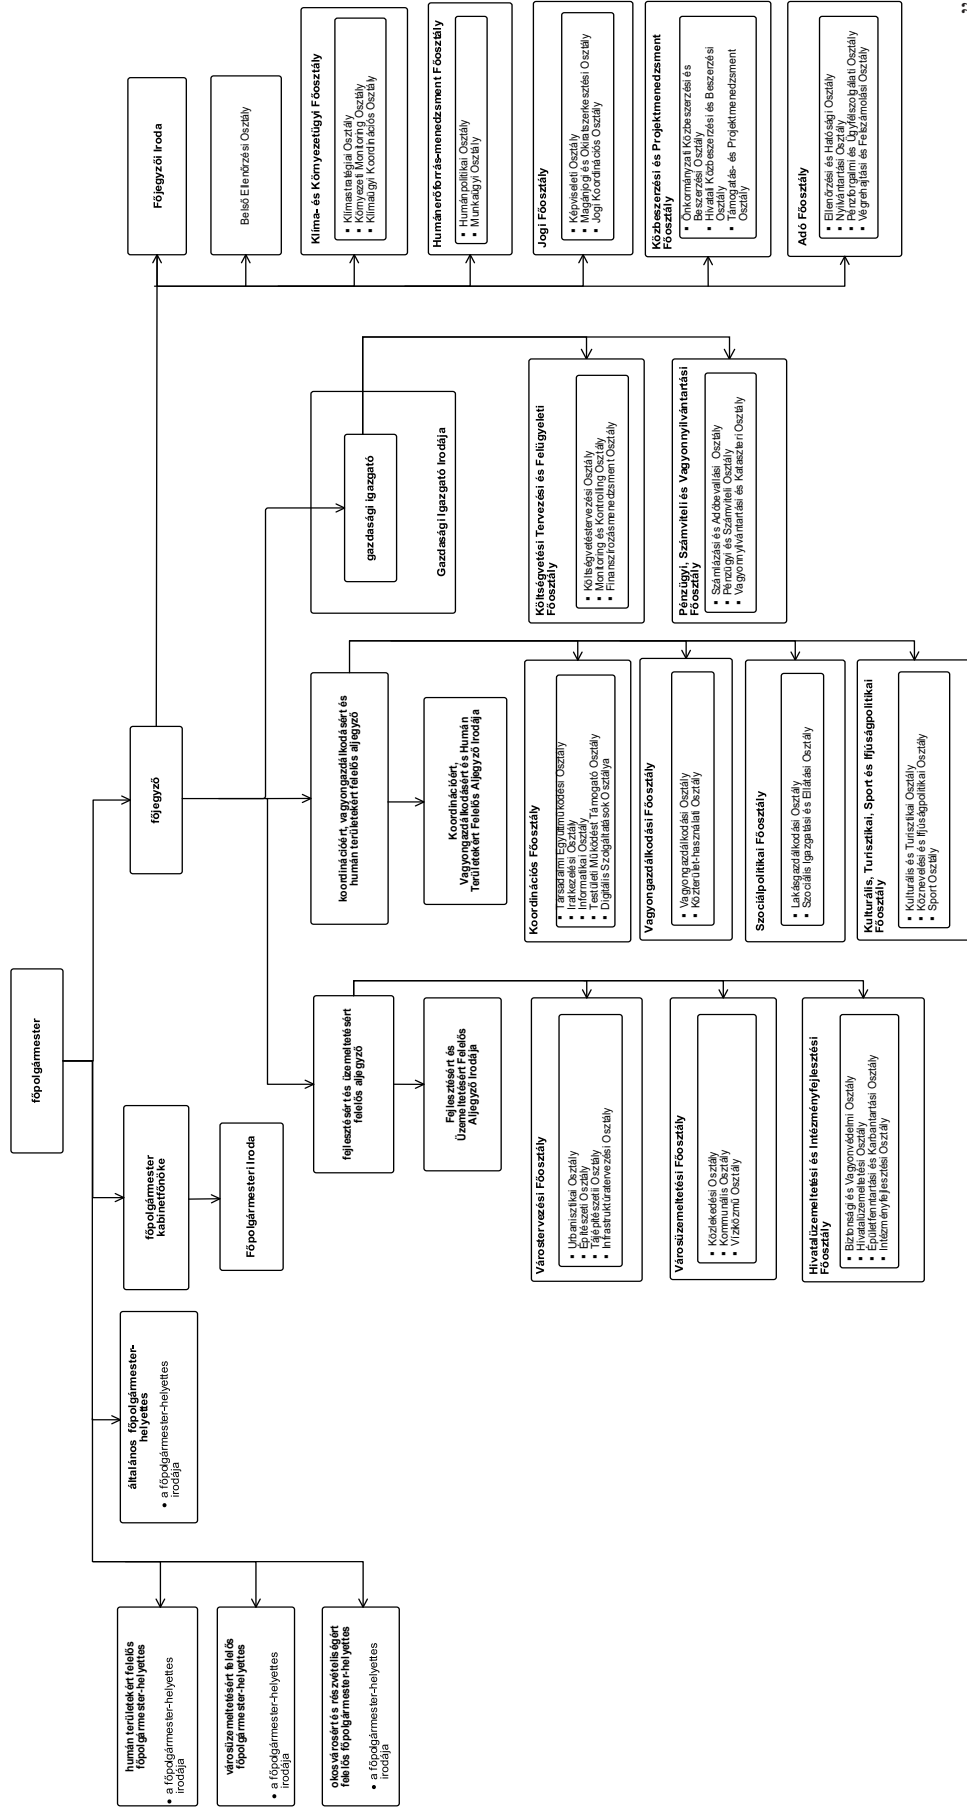 főpolgármester
humán területekért felelős
főpolgármester-helyettes
• a főpolgármester-helyettes
irodája
városüzemeltetésért felelős
főpolgármester-helyettes
• a főpolgármester-helyettes
irodája
okosvárosért és részvételiségért
felelős főpolgármester-helyettes
• a főpolgármester-helyettes
irodája
általános főpolgármester-
helyettes
• a főpolgármester-helyettes
irodája
főpolgármester
kabinetfőnöke
Főpolgármesteri Iroda
főjegyző
fejlesztésért és üzemeltetésért
felelős aljegyző
Fejlesztésért és
Üzemeltetésért Felelős
Aljegyző Irodája
Várostervezési Főosztály
▪ Urbanisztikai Osztály
▪ Építészeti Osztály
▪ Tájépítészeti Osztály
▪ Infrastruktúratervezési Osztály
Városüzemeltetési Főosztály
▪ Közlekedési Osztály
▪ Kommunális Osztály
▪ Vízközmű Osztály
Hivatalüzemeltetési és Intézményfejlesztési
Főosztály
▪ Biztonsági és Vagyonvédelmi Osztály
▪ Hivatalüzemeltetési Osztály
▪ Épületfenntartási és Karbantartási Osztály
▪ Intézményfejlesztési Osztály
koordinációért, vagyongazdálkodásért és
humán területekért felelős aljegyző
Koordinációért,
Vagyongazdálkodásért és Humán
Területekért Felelős Aljegyző Irodája
Koordinációs Főosztály
▪ Társadalmi Együttműködési Osztály
▪ Iratkezelési Osztály
▪ Informatikai Osztály
▪ Testületi Működést Támogató Osztály
▪ Digitális Szolgáltatások Osztálya
Vagyongazdálkodási Főosztály
▪ Vagyongazdálkodási Osztály
▪ Közterület-használati Osztály
Szociálpolitikai Főosztály
▪ Lakásgazdálkodási Osztály
▪ Szociális Igazgatási és Ellátási Osztály
Kulturális, Turisztikai, Sport és Ifjúságpolitikai
Főosztály
▪ Kulturális és Turisztikai Osztály
▪ Köznevelési és Ifjúságpolitikai Osztály
▪ Sport Osztály
gazdasági igazgató
Gazdasági Igazgató Irodája
Költségvetési Tervezési és Felügyeleti
Főosztály
▪ Költségvetéstervezési Osztály
▪ Monitoring és Kontrolling Osztály
▪ Finanszírozásmenedzsment Osztály
Pénzügyi, Számviteli és Vagyonnyilvántartási
Főosztály
▪ Számlázási és Adóbevallási Osztály
▪ Pénzügyi és Számviteli Osztály
▪ Vagyonnyilvántartási és Kataszteri Osztály
Főjegyzői Iroda
Belső Ellenőrzési Osztály
Klíma- és Környezetügyi Főosztály
▪ Klímastratégiai Osztály
▪ Környezeti Monitoring Osztály
▪ Klímaügyi Koordinációs Osztály
Humánerőforrás-menedzsment Főosztály
▪ Humánpolitikai Osztály
▪ Munkaügyi Osztály
Jogi Főosztály
▪ Képviseleti Osztály
▪ Magánjogi és Okiratszerkesztési Osztály
▪ Jogi Koordinációs Osztály
Közbeszerzési és Projektmenedzsment
Főosztály
▪ Önkormányzati Közbeszerzési és
Beszerzési Osztály
▪ Hivatali Közbeszerzési és Beszerzési
Osztály
▪ Támogatás- és Projektmenedzsment
Osztály
Adó Főosztály
▪ Ellenőrzési és Hatósági Osztály
▪ Nyilvántartási Osztály
▪ Pénzforgalmi és Ügyfélszolgálati Osztály
▪ Végrehajtási és Felszámolási Osztály
”